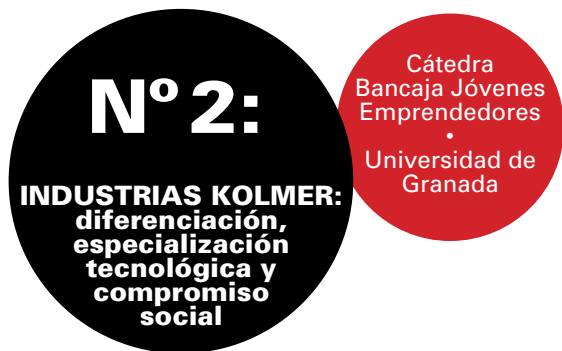 Nº 2:
INDUSTRIAS KOLMER:
diferenciación,
especialización
tecnológica y
compromiso
social
Cátedra
Bancaja Jóvenes
Emprendedores
•
Universidad de
Granada